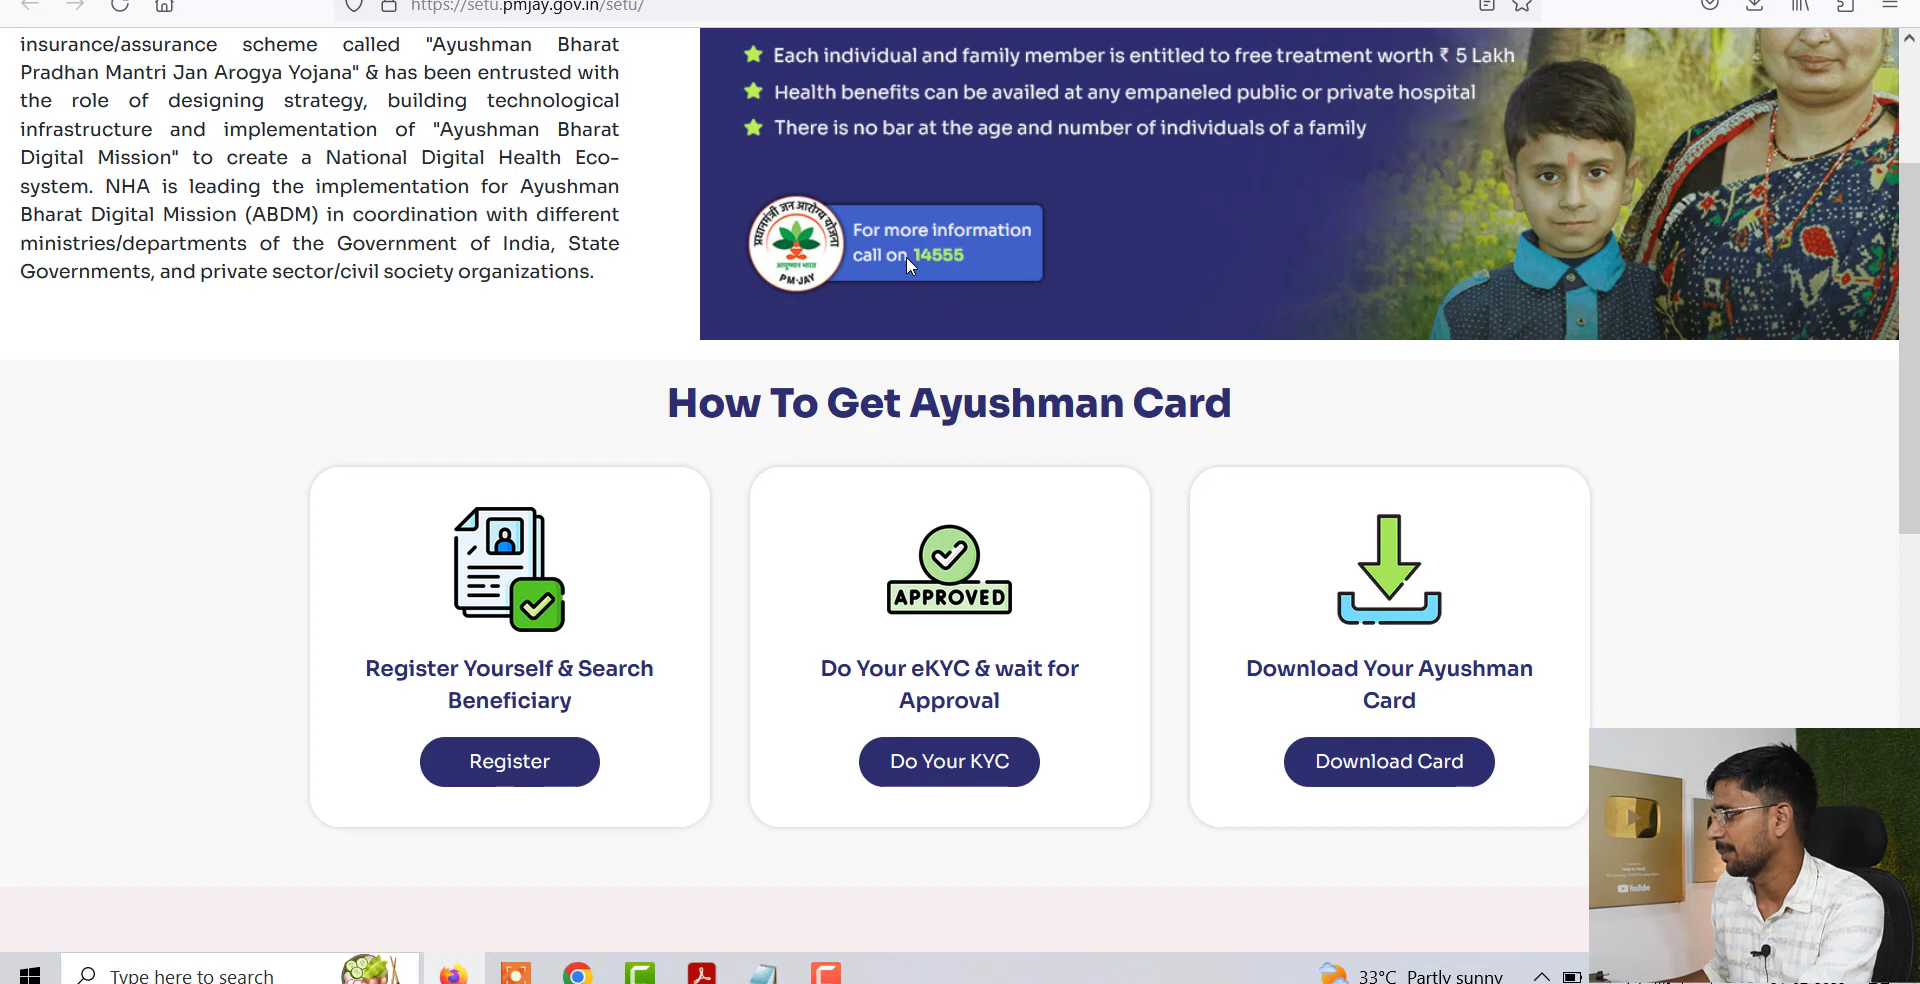 https://setu.pmjay.gov.in/setu/
insurance/assurance scheme called "Ayushman Bharat
Pradhan Mantri Jan Arogya Yojana" & has been entrusted with
the role of designing strategy, building technological
infrastructure and implementation of "Ayushman Bharat
Digital Mission" to create a National Digital Health Eco-
system. NHA is leading the implementation for Ayushman
Bharat Digital Mission (ABDM) in coordination with different
ministries/departments of the Government of India, State
Governments, and private sector/civil society organizations.
Each individual and family member is entitled to free treatment worth ₹ 5 Lakh
Health benefits can be availed at any empaneled public or private hospital
There is no bar at the age and number of individuals of a family
प्रधानमंत्री जन आरोग्य योजना
आयुष्मान भारत
PM-JAY
For more information
call on 14555
How To Get Ayushman Card
APPROVED
Register Yourself & Search
Beneficiary
Register
Do Your eKYC & wait for
Approval
Do Your KYC
Download Your Ayushman
Card
Download Card
YouTube
Type here to search
33°C Partly sunny